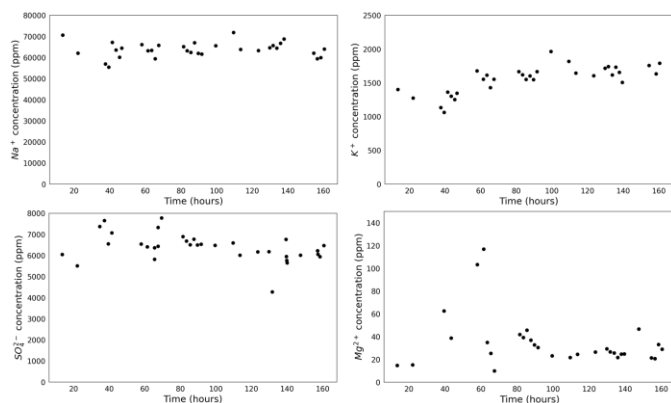 80000
70000
60000
50000
40000
30000
20000
10000
0
Na⁺ concentration (ppm)
20 40 60 80 100 120 140 160
Time (hours)
2500
2000
1500
1000
500
0
K⁺ concentration (ppm)
20 40 60 80 100 120 140 160
Time (hours)
8000
7000
6000
5000
4000
3000
2000
1000
0
SO₄²⁻ concentration (ppm)
20 40 60 80 100 120 140 160
Time (hours)
140
120
100
80
60
40
20
0
Mg²⁺ concentration (ppm)
20 40 60 80 100 120 140 160
Time (hours)